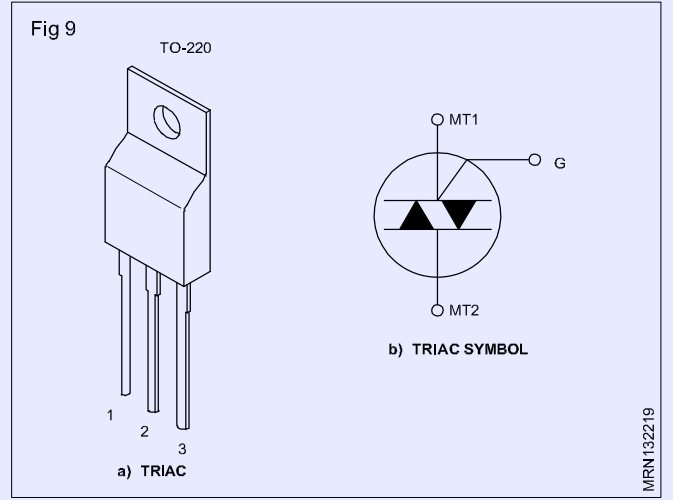 Fig 9
TO-220
1
2
3
a) TRIAC
MT1
G
MT2
b) TRIAC SYMBOL
MRN132219